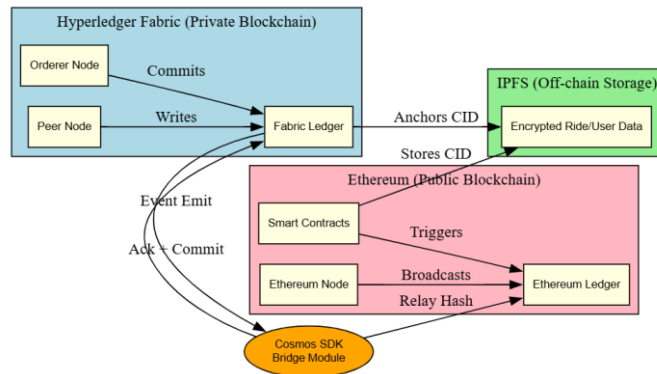 Hyperledger Fabric (Private Blockchain)
Orderer Node
Commits
IPFS (Off-chain Storage)
Peer Node
Writes
Fabric Ledger
Anchors CID
Encrypted Ride/User Data
Stores CID
Ethereum (Public Blockchain)
Event Emit
Smart Contracts
Ack + Commit
Triggers
Ethereum Node
Broadcasts
Ethereum Ledger
Relay Hash
Cosmos SDK
Bridge Module